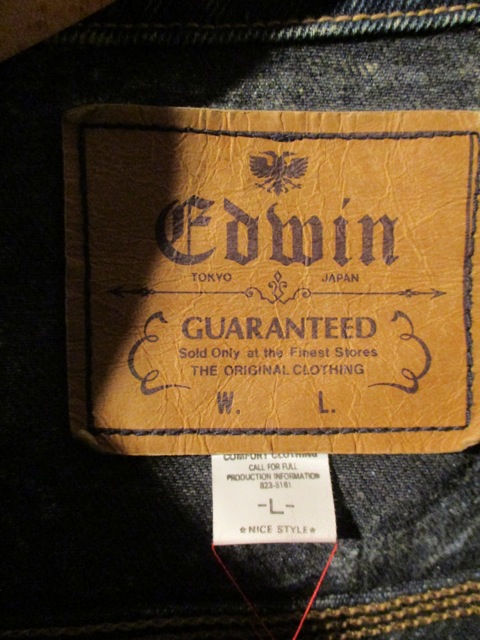 Edwin
TOKYO JAPAN
GUARANTEED
Sold Only at the Finest Stores
THE ORIGINAL CLOTHING
W. L.
COMFORT CLOTHING
CALL FOR FULL
PRODUCTION INFORMATION
823-5161
-L-
*NICE STYLE*